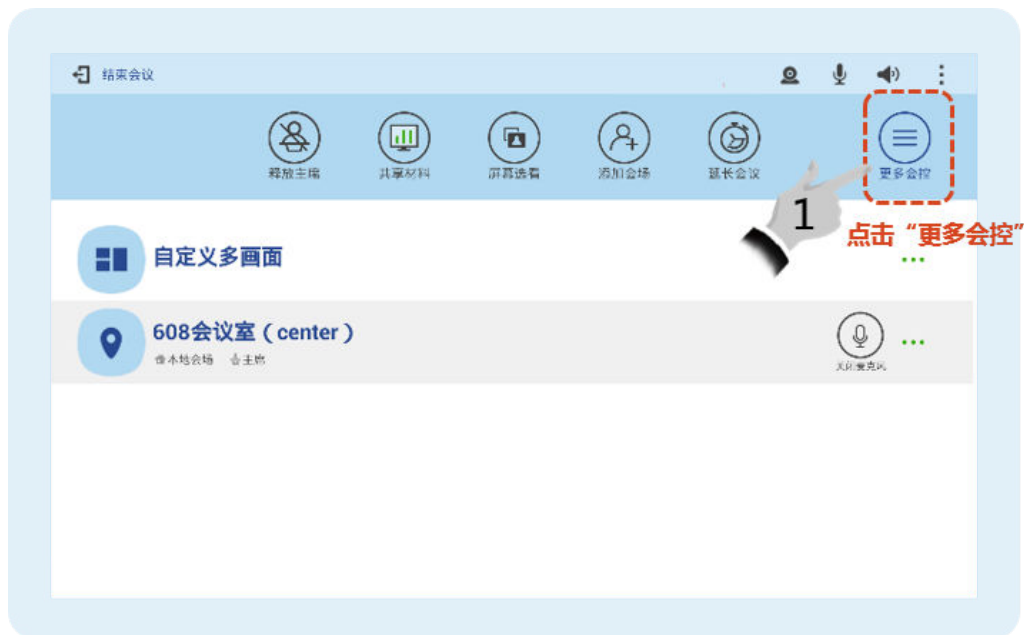 结束会议
释放主席 共享材料 屏幕选看 添加会场 延长会议 更多会控
1
点击“更多会控”
自定义多画面
608会议室（center）
本地会场 主席
关闭麦克风